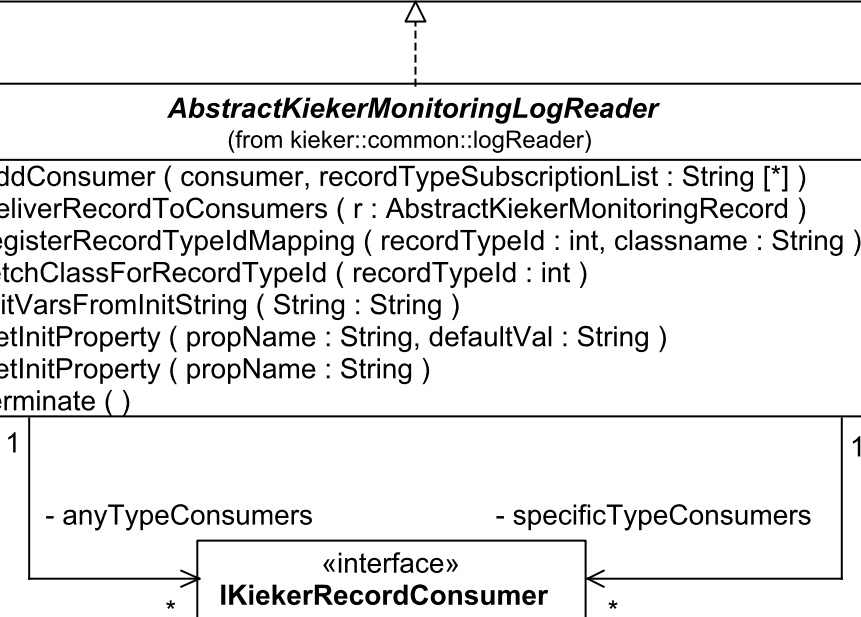 AbstractKiekerMonitoringLogReader
(from kieker::common::logReader)
ddConsumer ( consumer, recordTypeSubscriptionList : String [*] )
eliverRecordToConsumers ( r : AbstractKiekerMonitoringRecord )
egisterRecordTypeIdMapping ( recordTypeId : int, classname : String )
etchClassForRecordTypeId ( recordTypeId : int )
itVarsFromInitString ( String : String )
etInitProperty ( propName : String, defaultVal : String )
etInitProperty ( propName : String )
erminate ( )
1
1
- anyTypeConsumers
- specificTypeConsumers
«interface»
IKiekerRecordConsumer
*
*